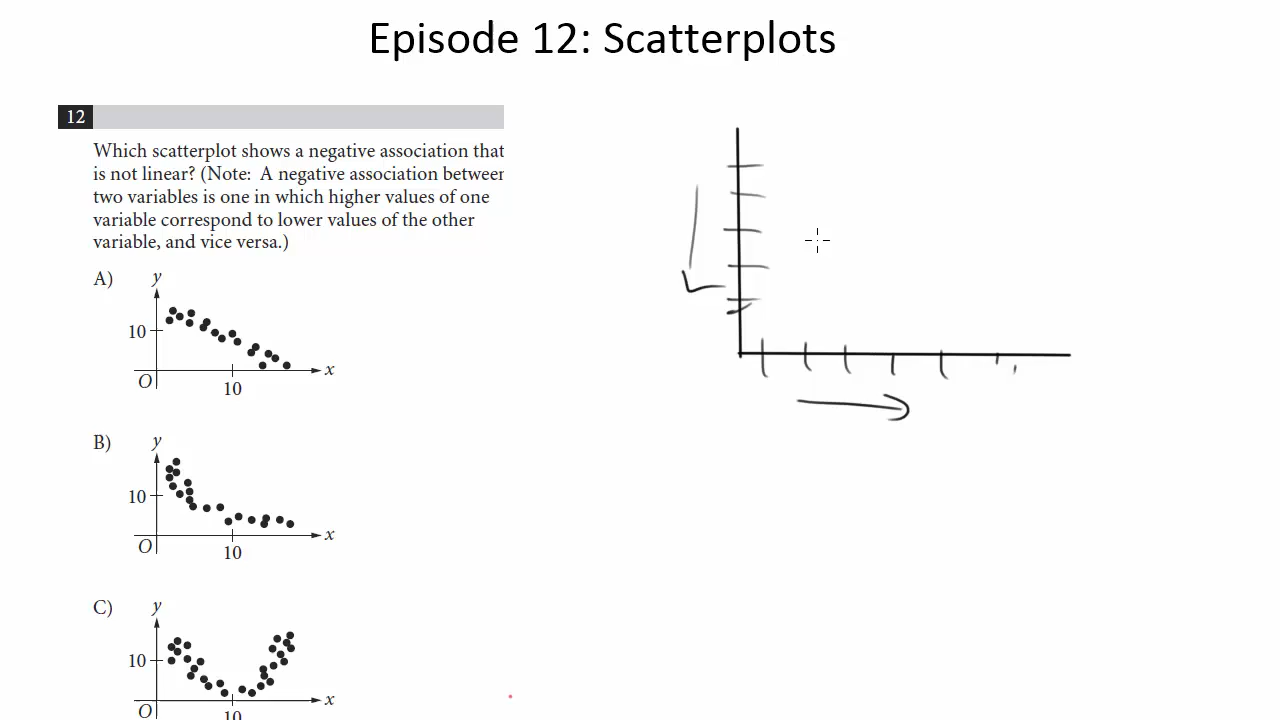 Episode 12: Scatterplots
12
Which scatterplot shows a negative association that
is not linear? (Note: A negative association between
two variables is one in which higher values of one
variable correspond to lower values of the other
variable, and vice versa.)
A)
y
10
x
O
10
B)
y
10
x
O
10
C)
y
10
x
O
10